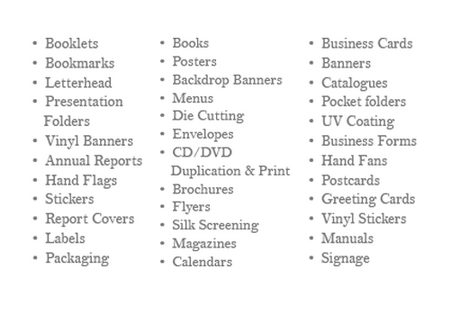 • Booklets
• Bookmarks
• Letterhead
• Presentation
Folders
• Vinyl Banners
• Annual Reports
• Hand Flags
• Stickers
• Report Covers
• Labels
• Packaging
• Books
• Posters
• Backdrop Banners
• Menus
• Die Cutting
• Envelopes
• CD/DVD
Duplication & Print
• Brochures
• Flyers
• Silk Screening
• Magazines
• Calendars
• Business Cards
• Banners
• Catalogues
• Pocket folders
• UV Coating
• Business Forms
• Hand Fans
• Postcards
• Greeting Cards
• Vinyl Stickers
• Manuals
• Signage